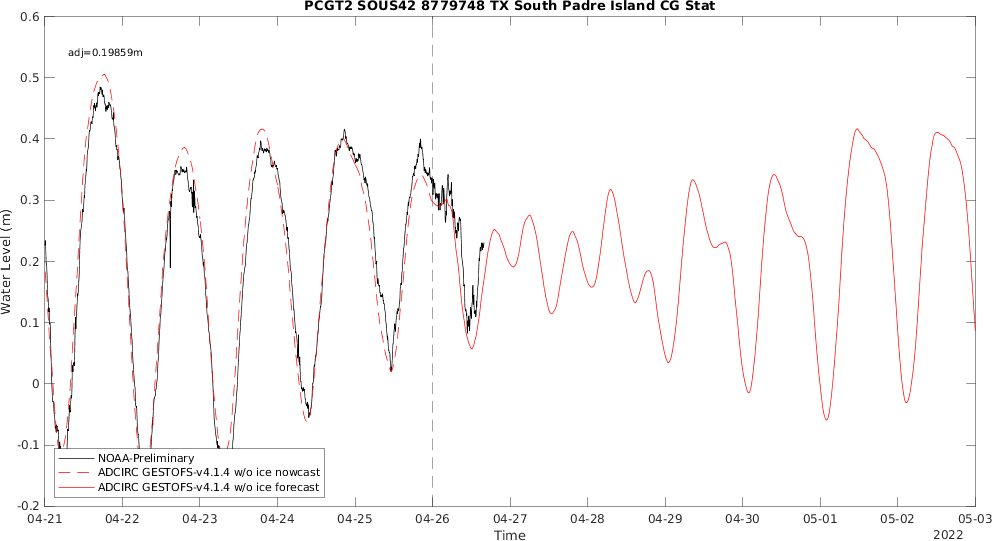 PCGT2 SOUS42 8779748 TX South Padre Island CG Stat
adj=0.19859m
Water Level (m)
0.6
0.5
0.4
0.3
0.2
0.1
0
-0.1
-0.2
NOAA-Preliminary
ADCIRC GESTOFS-v4.1.4 w/o ice nowcast
ADCIRC GESTOFS-v4.1.4 w/o ice forecast
04-21 04-22 04-23 04-24 04-25 04-26 04-27 04-28 04-29 04-30 05-01 05-02 05-03
Time
2022